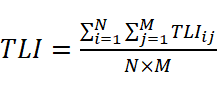 TLI = \frac{\sum_{i=1}^{N} \sum_{j=1}^{M} TLI_{ij}}{N \times M}